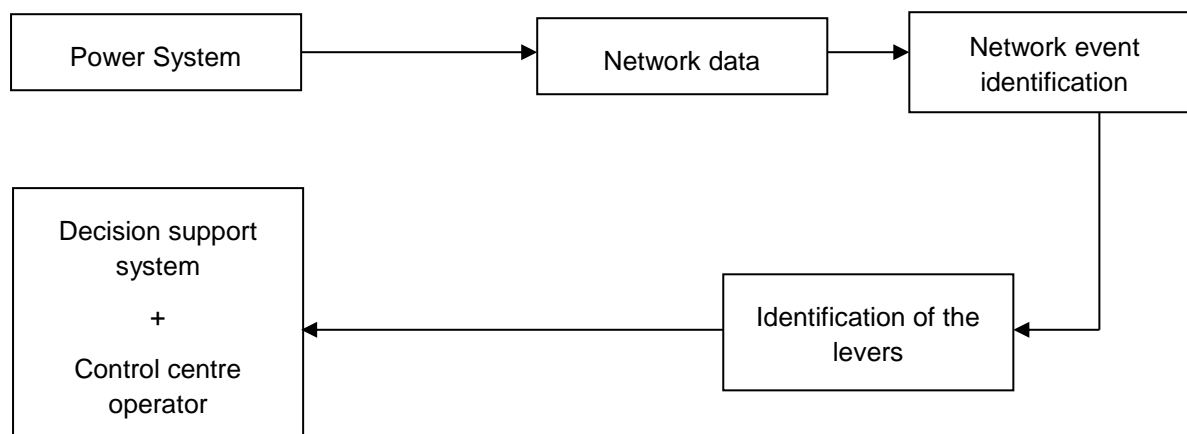 Power System
Network data
Network event
identification
Identification of the
levers
Decision support
system
+
Control centre
operator